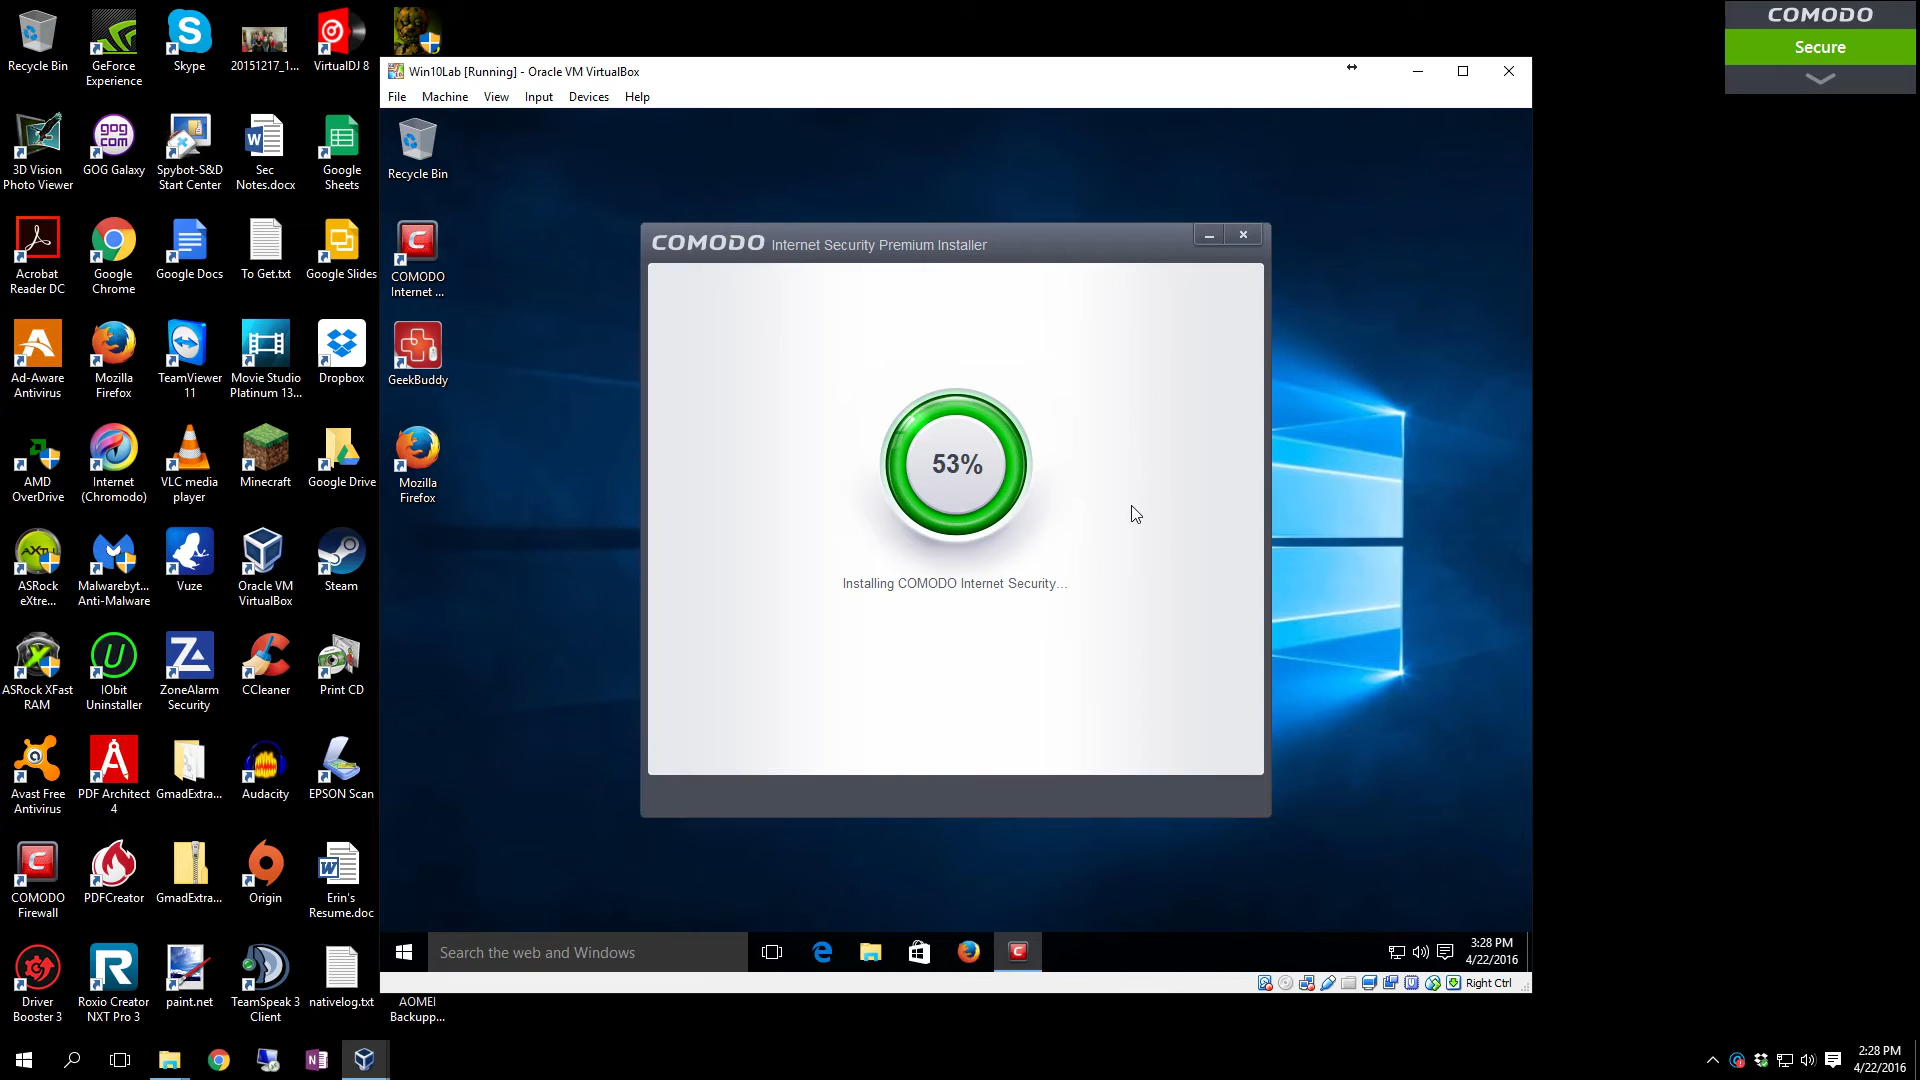 Recycle Bin
GeForce
Experience
Skype
20151217_1...
VirtualDJ 8
3D Vision
Photo Viewer
GOG Galaxy
gog
com
Spybot-S&D
Start Center
Sec
Notes.docx
Google
Sheets
Acrobat
Reader DC
Google
Chrome
Google Docs
To Get.txt
Google Slides
Ad-Aware
Antivirus
Mozilla
Firefox
TeamViewer
11
Movie Studio
Platinum 13...
Dropbox
AMD
OverDrive
Internet
(Chromodo)
VLC media
player
Minecraft
Google Drive
ASRock
eXtre...
Malwarebyt...
Anti-Malware
Vuze
Oracle VM
VirtualBox
Steam
ASRock XFast
RAM
IObit
Uninstaller
ZoneAlarm
Security
CCleaner
Print CD
Avast Free
Antivirus
PDF Architect
4
GmadExtra...
Audacity
EPSON Scan
COMODO
Firewall
PDFCreator
GmadExtra...
Origin
Erin's
Resume.doc
Driver
Booster 3
Roxio Creator
NXT Pro 3
paint.net
TeamSpeak 3
Client
nativelog.txt
AOMEI
Backupp...
Win10Lab [Running] - Oracle VM VirtualBox
File Machine View Input Devices Help
Recycle Bin
COMODO
Internet ...
GeekBuddy
Mozilla
Firefox
COMODO Internet Security Premium Installer
53%
Installing COMODO Internet Security...
Search the web and Windows
3:28 PM
4/22/2016
Right Ctrl
COMODO
Secure
2:28 PM
4/22/2016